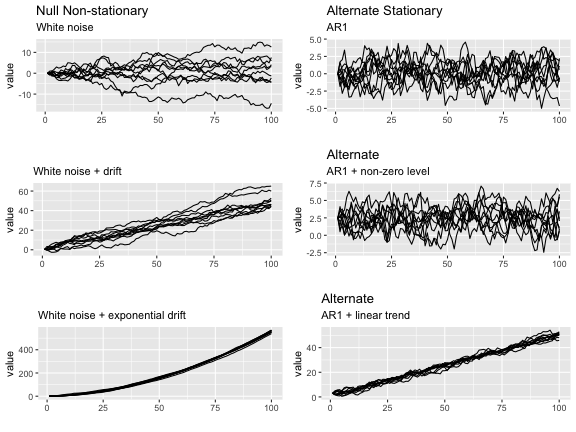 Null Non-stationary
White noise
value
10
0
-10
0 25 50 75 100
Alternate Stationary
AR1
value
5.0
2.5
0.0
-2.5
-5.0
0 25 50 75 100
White noise + drift
value
60
40
20
0
0 25 50 75 100
Alternate
AR1 + non-zero level
value
7.5
5.0
2.5
0.0
-2.5
0 25 50 75 100
White noise + exponential drift
value
400
200
0
0 25 50 75 100
Alternate
AR1 + linear trend
value
40
20
0
0 25 50 75 100